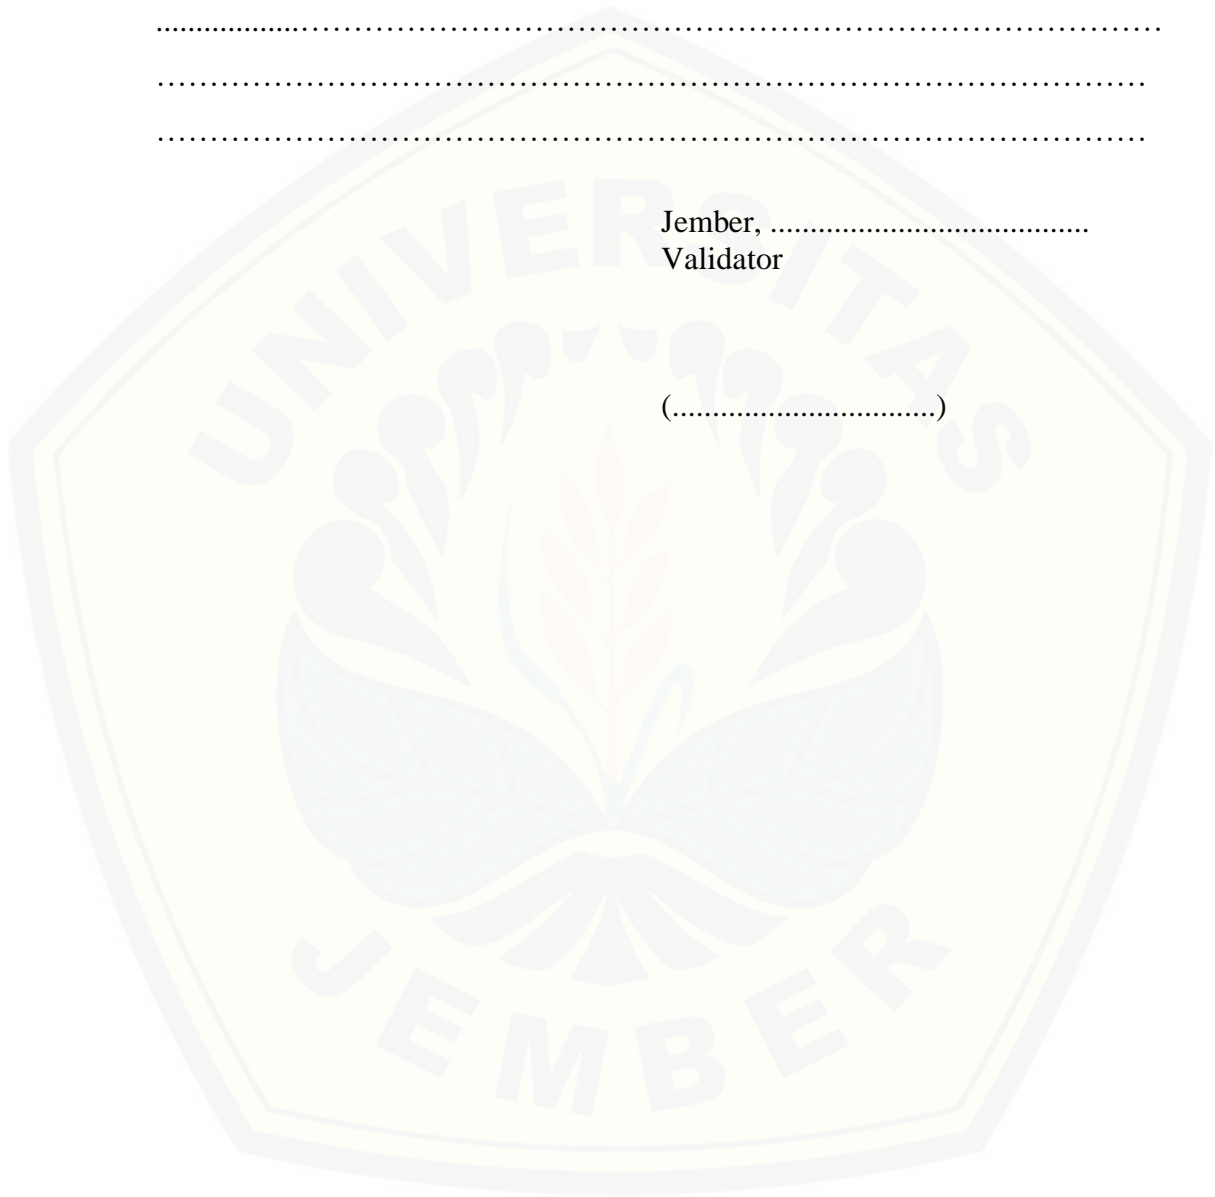 ..................……………………………………………………………………………
………………………………………………………………………………………
………………………………………………………………………………………
Jember, ........................................
Validator
(.................................)
UNIVERSITAS
JEMBER